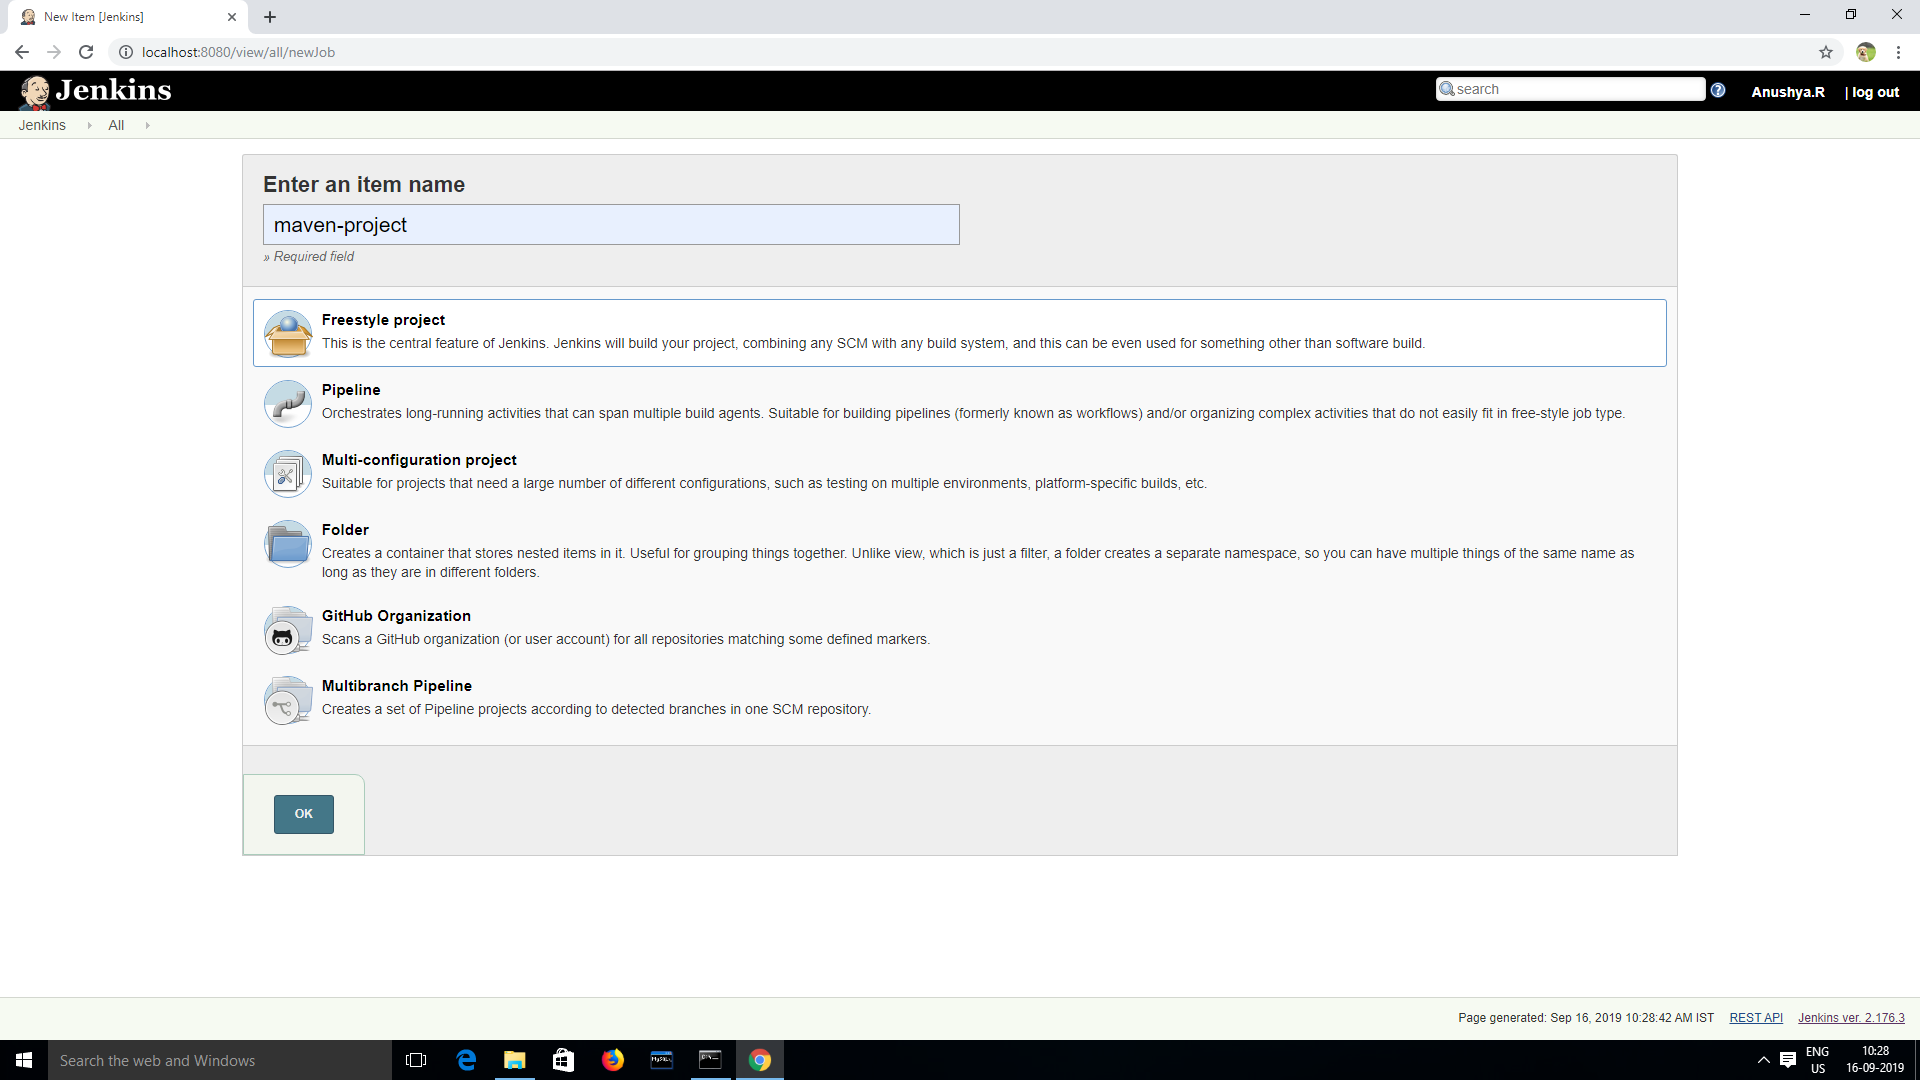 New Item [Jenkins]
localhost:8080/view/all/newJob
Jenkins
search
Anushya.R
| log out
Jenkins
All
Enter an item name
maven-project
» Required field
Freestyle project
This is the central feature of Jenkins. Jenkins will build your project, combining any SCM with any build system, and this can be even used for something other than software build.
Pipeline
Orchestrates long-running activities that can span multiple build agents. Suitable for building pipelines (formerly known as workflows) and/or organizing complex activities that do not easily fit in free-style job type.
Multi-configuration project
Suitable for projects that need a large number of different configurations, such as testing on multiple environments, platform-specific builds, etc.
Folder
Creates a container that stores nested items in it. Useful for grouping things together. Unlike view, which is just a filter, a folder creates a separate namespace, so you can have multiple things of the same name as
long as they are in different folders.
GitHub Organization
Scans a GitHub organization (or user account) for all repositories matching some defined markers.
Multibranch Pipeline
Creates a set of Pipeline projects according to detected branches in one SCM repository.
OK
Page generated: Sep 16, 2019 10:28:42 AM IST
REST API
Jenkins ver. 2.176.3
Search the web and Windows
ENG
US
10:28
16-09-2019